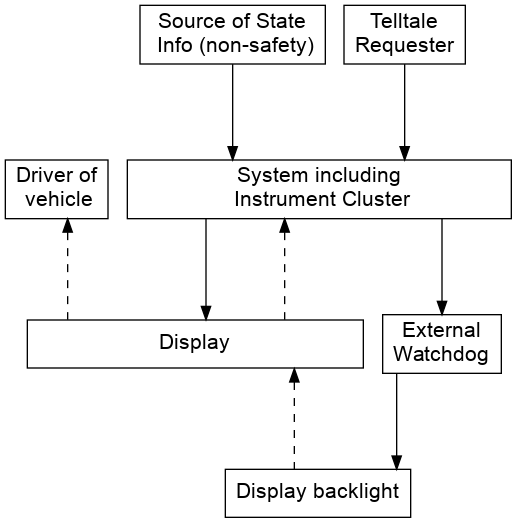 Source of State
Info (non-safety)
Telltale
Requester
Driver of
vehicle
System including
Instrument Cluster
Display
External
Watchdog
Display backlight